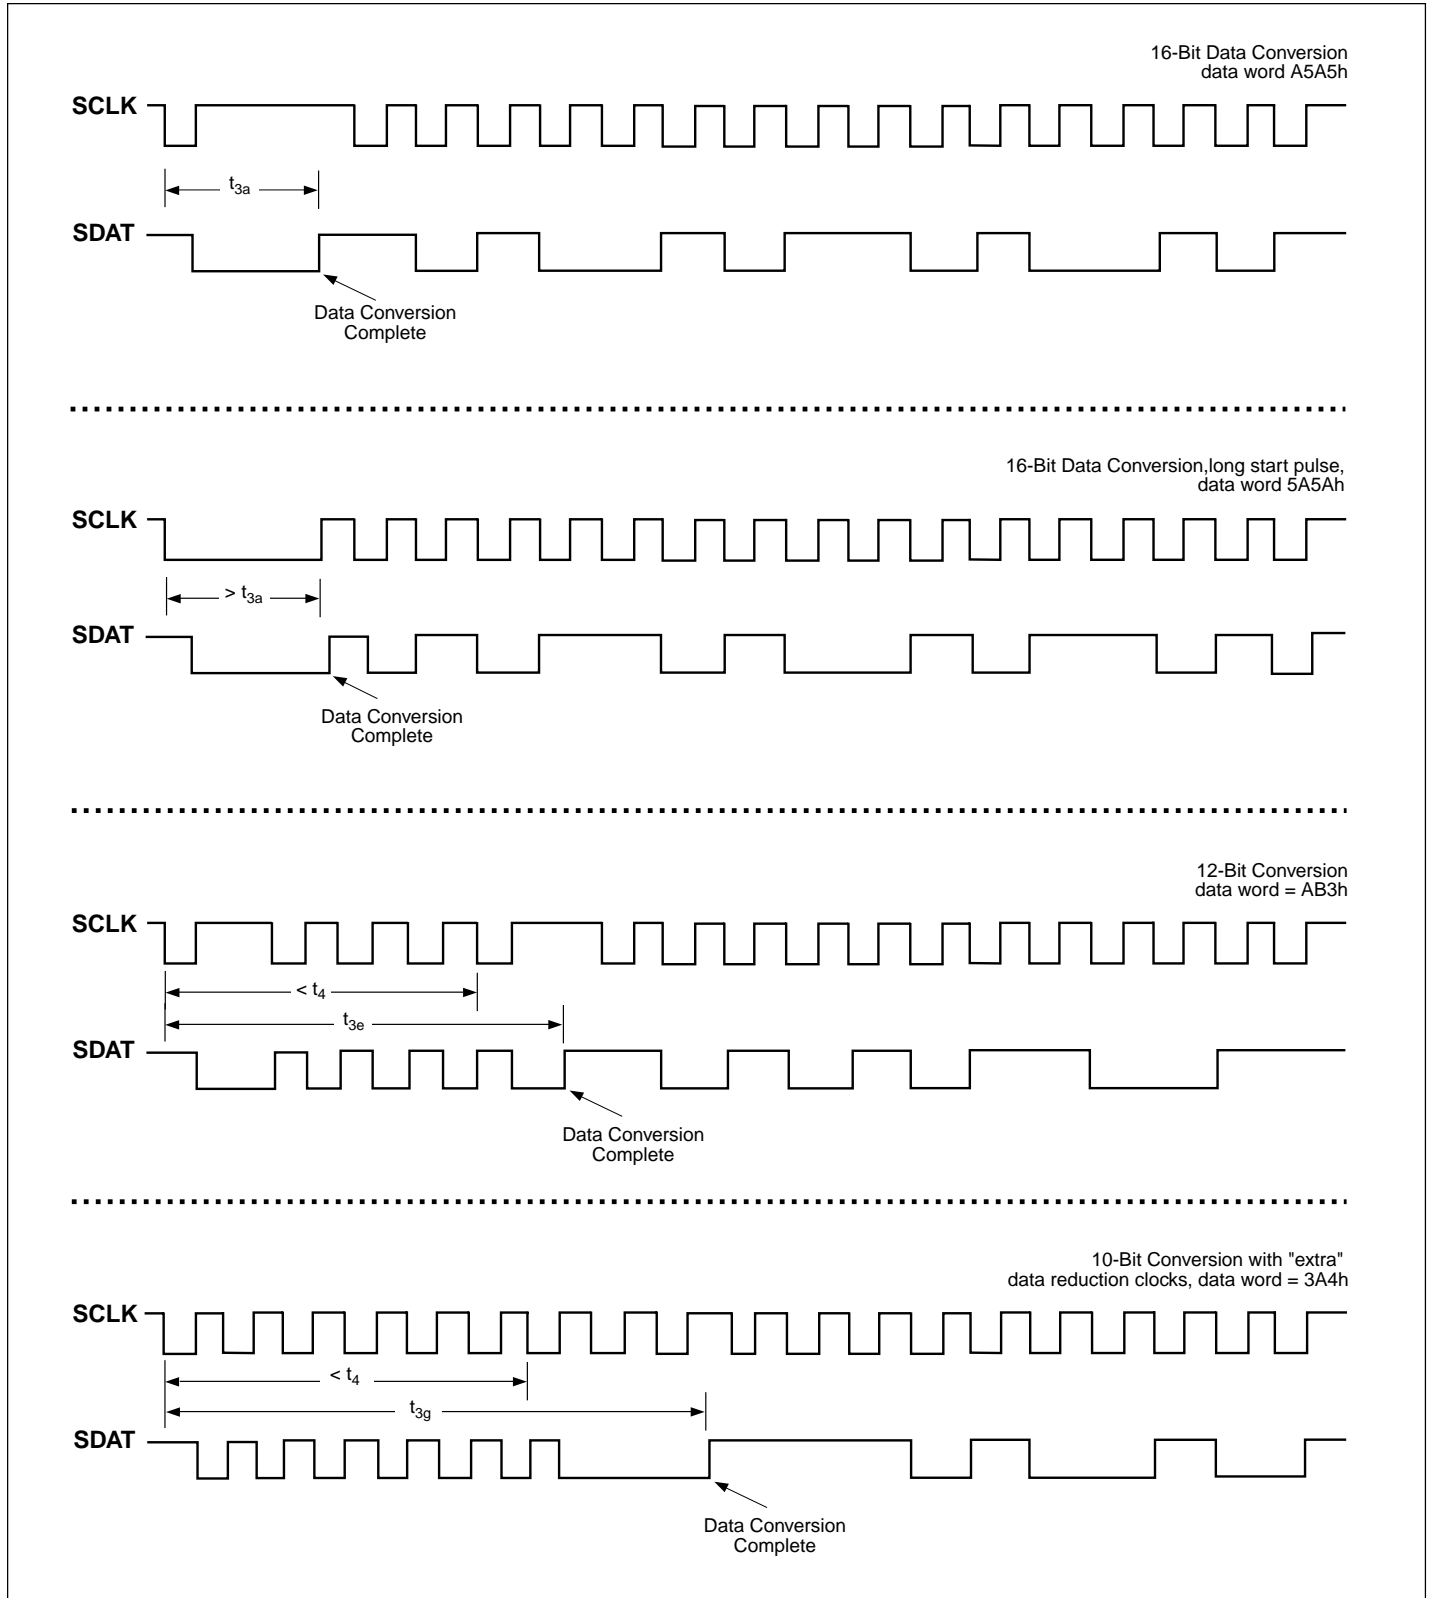 16-Bit Data Conversion
data word A5A5h
SCLK
t3a
SDAT
Data Conversion
Complete
16-Bit Data Conversion,long start pulse,
data word 5A5Ah
SCLK
> t3a
SDAT
Data Conversion
Complete
12-Bit Conversion
data word = AB3h
SCLK
< t4
t3e
SDAT
Data Conversion
Complete
10-Bit Conversion with "extra"
data reduction clocks, data word = 3A4h
SCLK
< t4
t3g
SDAT
Data Conversion
Complete